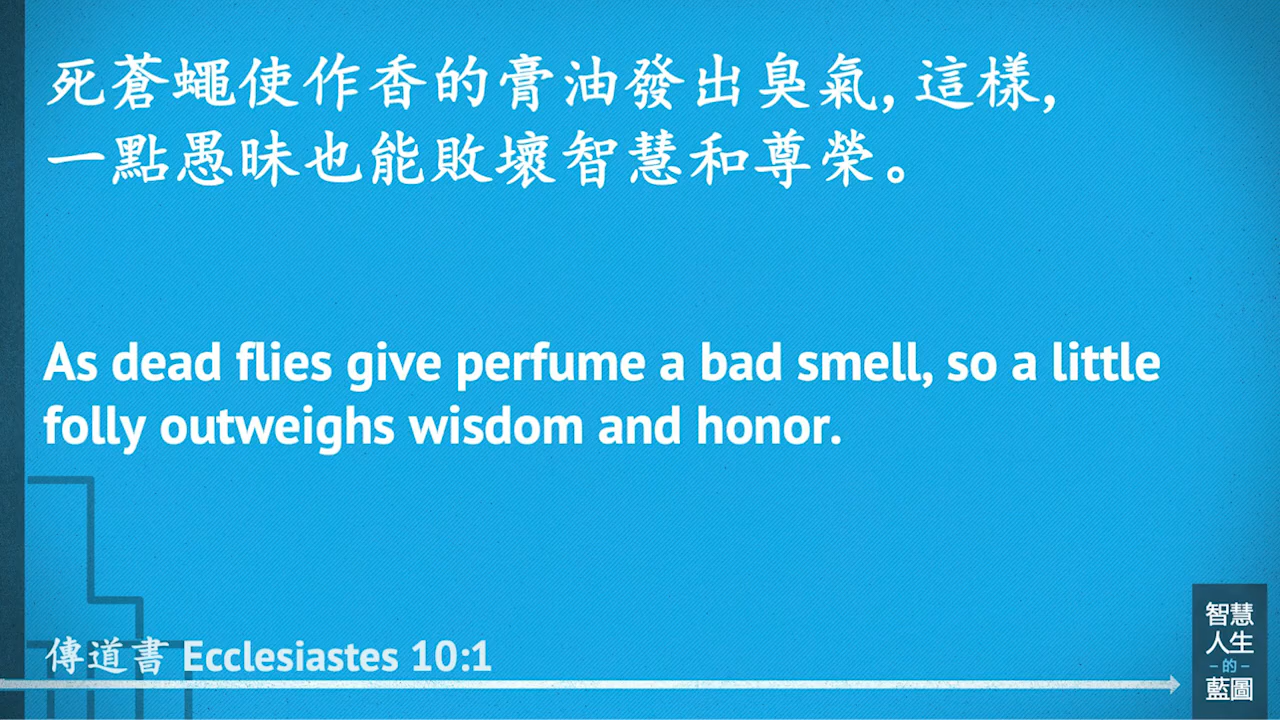 死蒼蠅使作香的膏油發出臭氣, 這樣,
一點愚昧也能敗壞智慧和尊榮。
As dead flies give perfume a bad smell, so a little
folly outweighs wisdom and honor.
傳道書 Ecclesiastes 10:1
智慧
人生
–的–
藍圖